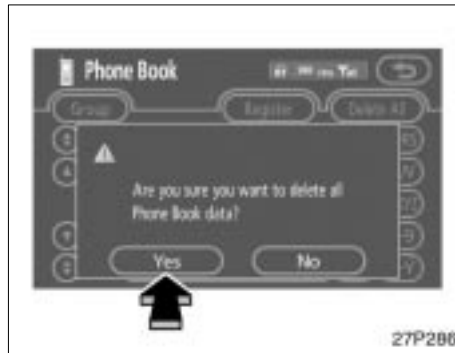 Phone Book
Group Register Delete All
Are you sure you want to delete all
Phone Book data?
Yes No
27P286